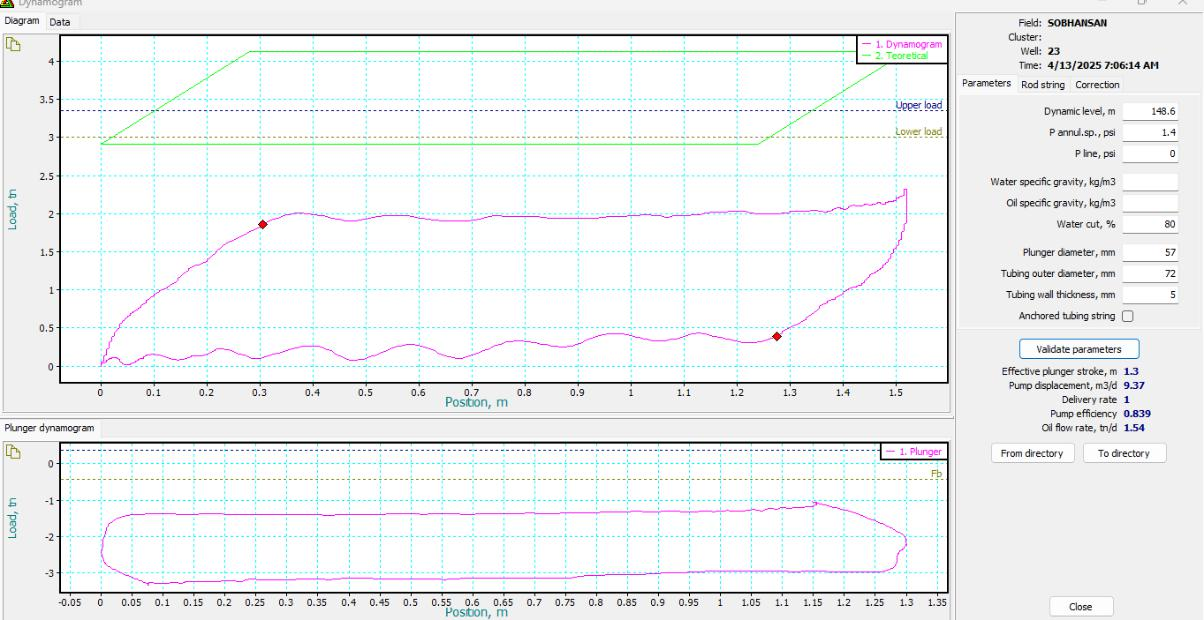 Dynamogram
Diagram Data
1. Dynamogram
2. Teoretical
Upper load
Lower load
4
3.5
3
2.5
2
1.5
1
0.5
0
Load, tn
0 0.1 0.2 0.3 0.4 0.5 0.6 0.7 0.8 0.9 1 1.1 1.2 1.3 1.4 1.5
Position, m
Plunger dynamogram
1. Plunger
Fb
0
-1
-2
-3
Load, tn
-0.05 0 0.05 0.1 0.15 0.2 0.25 0.3 0.35 0.4 0.45 0.5 0.55 0.6 0.65 0.7 0.75 0.8 0.85 0.9 0.95 1 1.05 1.1 1.15 1.2 1.25 1.3 1.35
Position, m
Field: SOBHANSAN
Cluster:
Well: 23
Time: 4/13/2025 7:06:14 AM
Parameters Rod string Correction
Dynamic level, m 148.6
P annul.sp., psi 1.4
P line, psi 0
Water specific gravity, kg/m3
Oil specific gravity, kg/m3
Water cut, % 80
Plunger diameter, mm 57
Tubing outer diameter, mm 72
Tubing wall thickness, mm 5
Anchored tubing string
Validate parameters
Effective plunger stroke, m 1.3
Pump displacement, m3/d 9.37
Delivery rate 1
Pump efficiency 0.839
Oil flow rate, tn/d 1.54
From directory To directory
Close